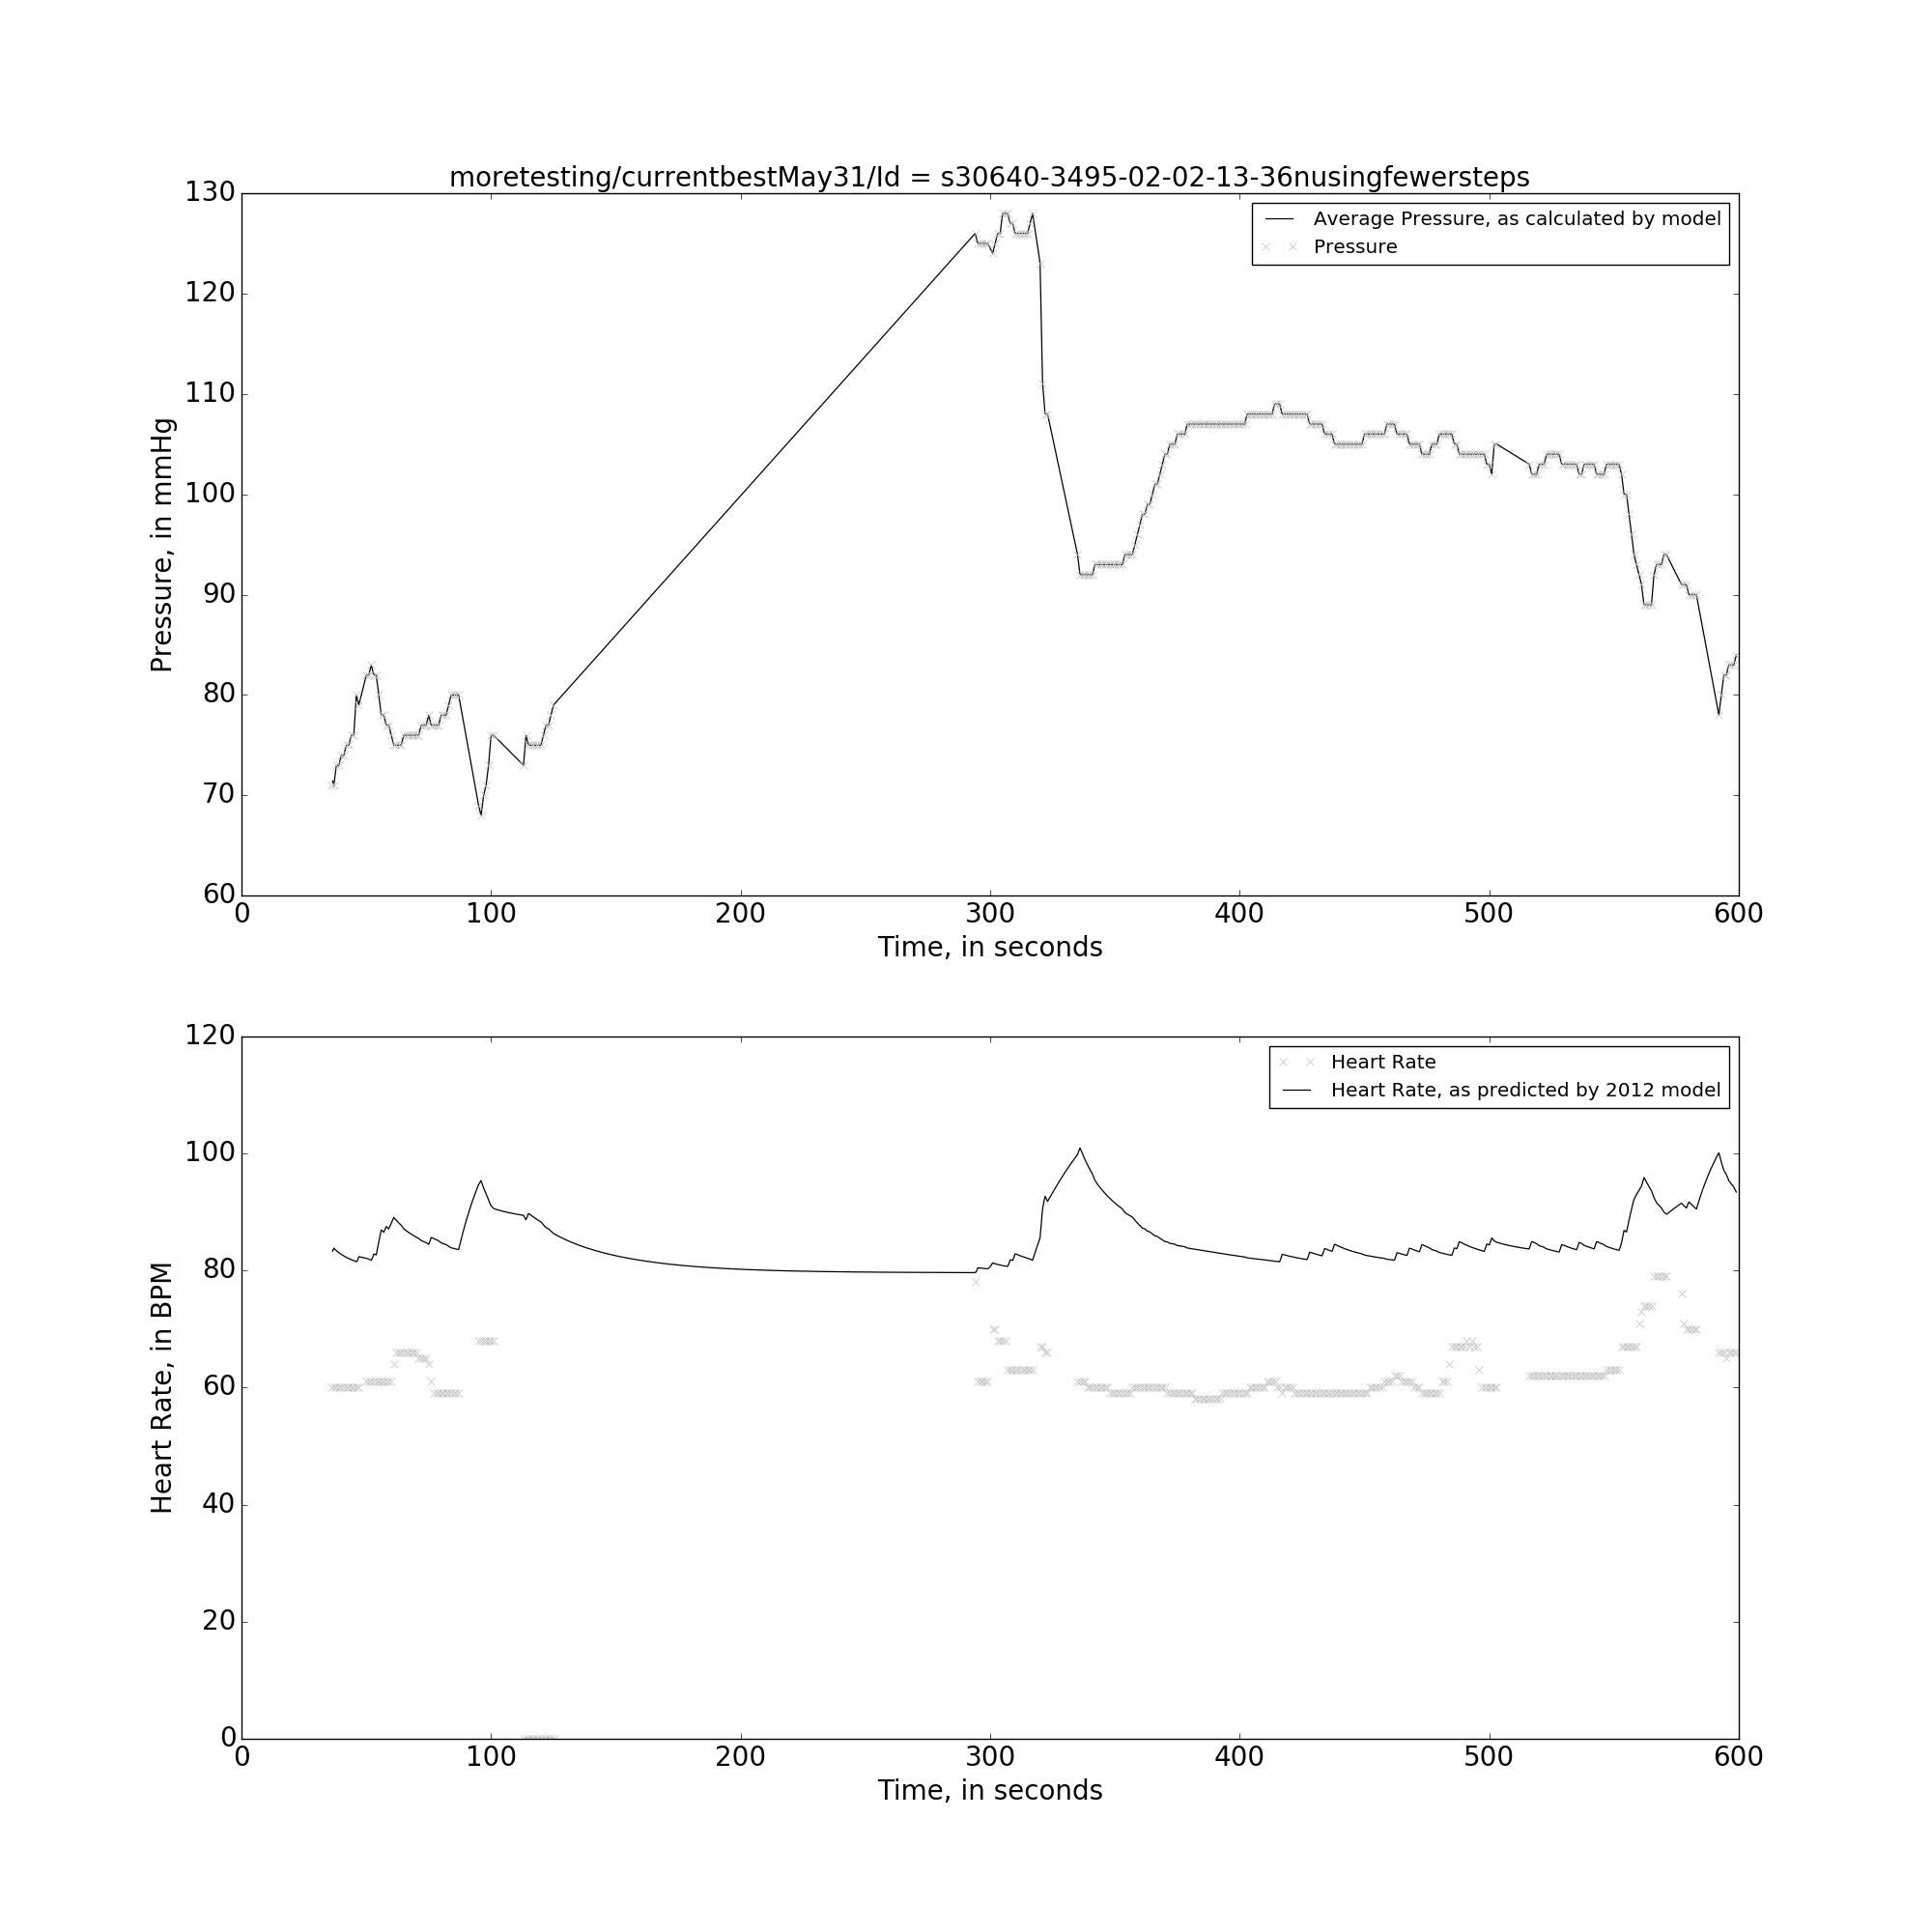 moretesting/currentbestMay31/Id = s30640-3495-02-02-13-36nusingfewersteps
130
120
110
100
90
80
70
60
Pressure, in mmHg
Average Pressure, as calculated by model
Pressure
0 100 200 300 400 500 600
Time, in seconds
120
100
80
60
40
20
0
Heart Rate, in BPM
Heart Rate
Heart Rate, as predicted by 2012 model
0 100 200 300 400 500 600
Time, in seconds